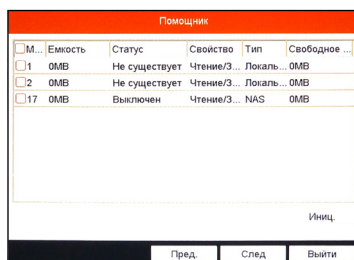 Помощник
М... Емкость Статус Свойство Тип Свободное ...
1 0MB Не существует Чтение/З... Локаль... 0MB
2 0MB Не существует Чтение/З... Локаль... 0MB
17 0MB Выключен Чтение/З... NAS 0MB
Иниц.
Пред. След Выйти